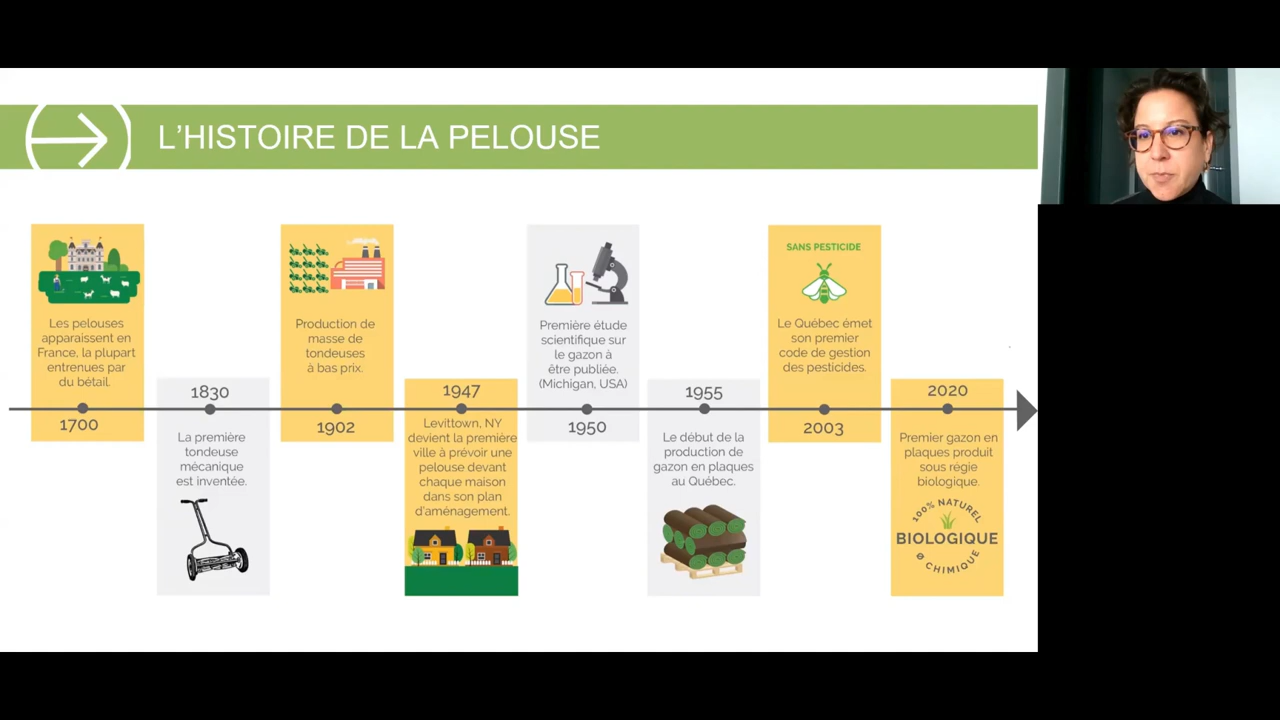 L'HISTOIRE DE LA PELOUSE
Les pelouses
apparaissent en
France, la plupart
entrenues par
du bétail.
1700
1830
La première
tondeuse
mécanique
est inventée.
Production de
masse de
tondeuses
à bas prix.
1902
1947
Levittown, NY
devient la première
ville à prévoir une
pelouse devant
chaque maison
dans son plan
d'aménagement.
Première étude
scientifique sur
le gazon à
être publiée.
(Michigan, USA)
1950
1955
Le début de la
production de
gazon en plaques
au Québec.
SANS PESTICIDE
Le Québec émet
son premier
code de gestion
des pesticides.
2003
2020
Premier gazon en
plaques produit
sous régie
biologique.
100% NATUREL
BIOLOGIQUE
Ø CHIMIQUE